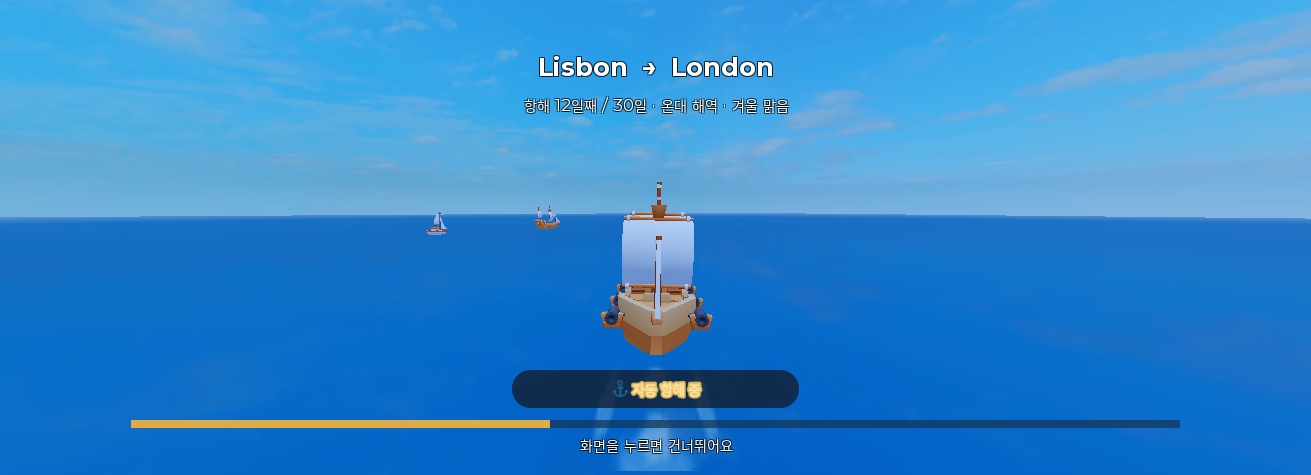 Lisbon → London
항해 12일째 / 30일 · 온대 해역 · 겨울 맑음
⚓ 자동 항해 중
화면을 누르면 건너뛰어요